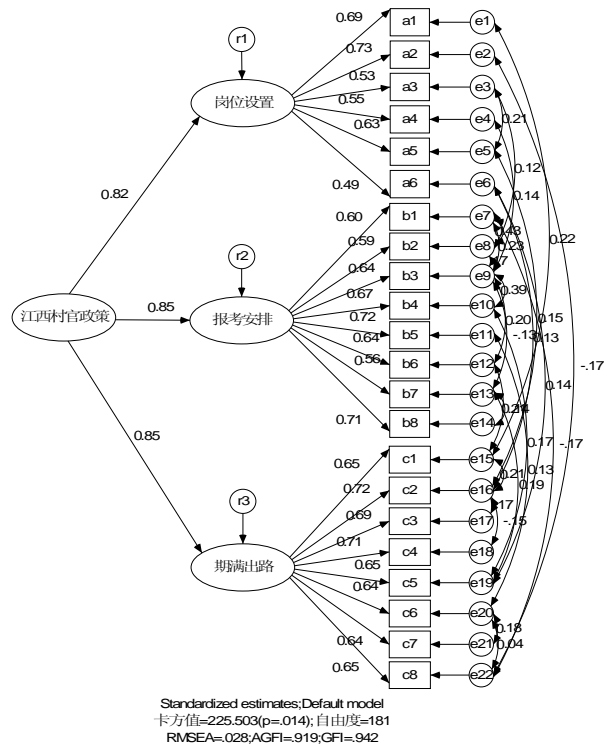 0.69 a1 e1
r1
0.73 a2 e2
0.53 a3 e3
岗位设置
0.55 a4 e4 0.21
0.63 a5 e5
0.12
0.82
0.49 a6 e6 0.14 0.14
0.60 b1 e7
0.43 0.22
r2
0.59 b2 e8 0.23
0.64 b3 e9
0.39
江西村官政策
0.85
报考安排
0.67 b4 e10
0.20 0.15
0.72 b5 e11 -.13 0.13
0.64 b6 e12
-.17
0.56 b7 e13 0.14
0.71 b8 e14
0.85
0.17 -.17
0.65 c1 e15
0.13
0.21
0.72 c2 e16 0.19
r3
0.69 c3 e17 -.15
0.71 c4 e18
期满出路
0.65 c5 e19
0.64 c6 e20
0.18
0.64 c7 e21 0.04
0.65 c8 e22
Standardized estimates;Default model
卡方值=225.503(p=.014);自由度=181
RMSEA=.028;AGFI=.919;GFI=.942